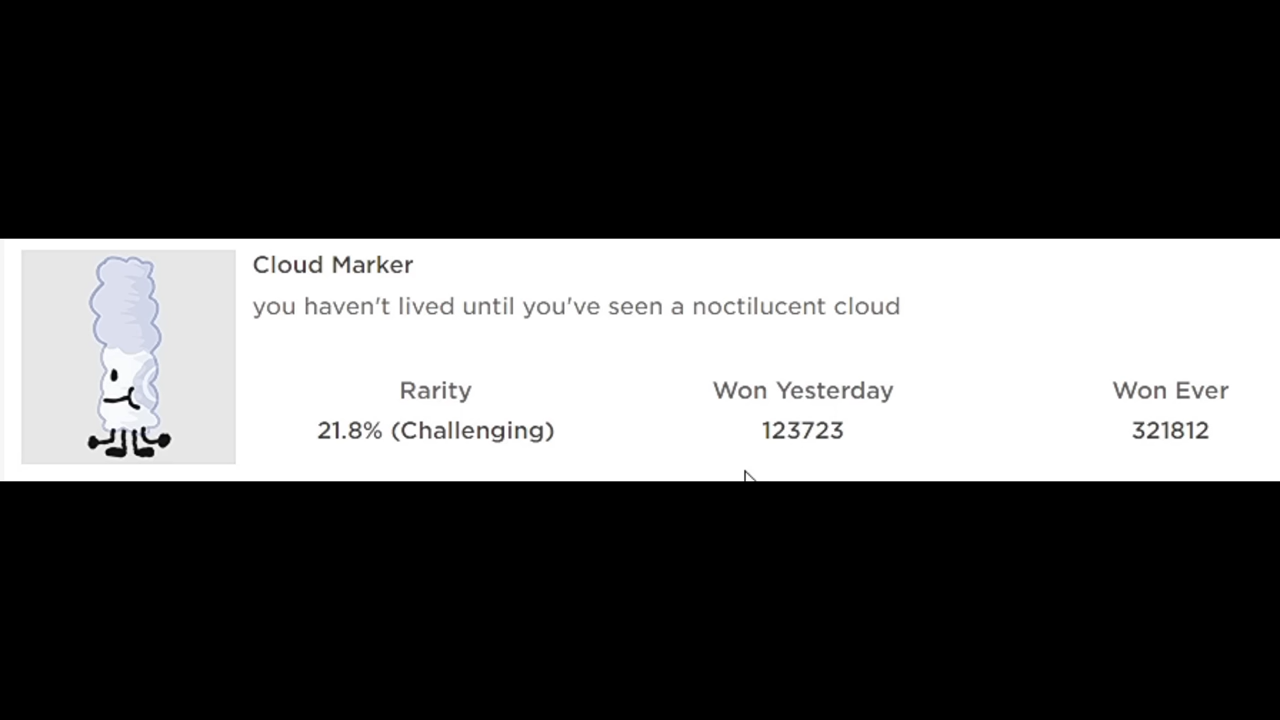 Cloud Marker
you haven't lived until you've seen a noctilucent cloud
Rarity Won Yesterday Won Ever
21.8% (Challenging) 123723 321812